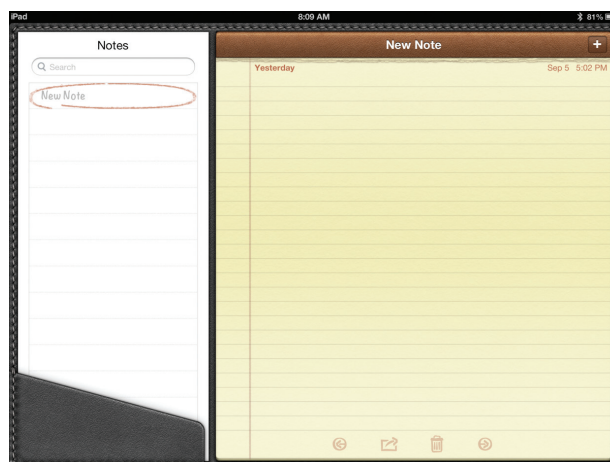 iPad 8:09 AM 81%
Notes New Note +
Search
Yesterday Sep 5 5:02 PM
New Note